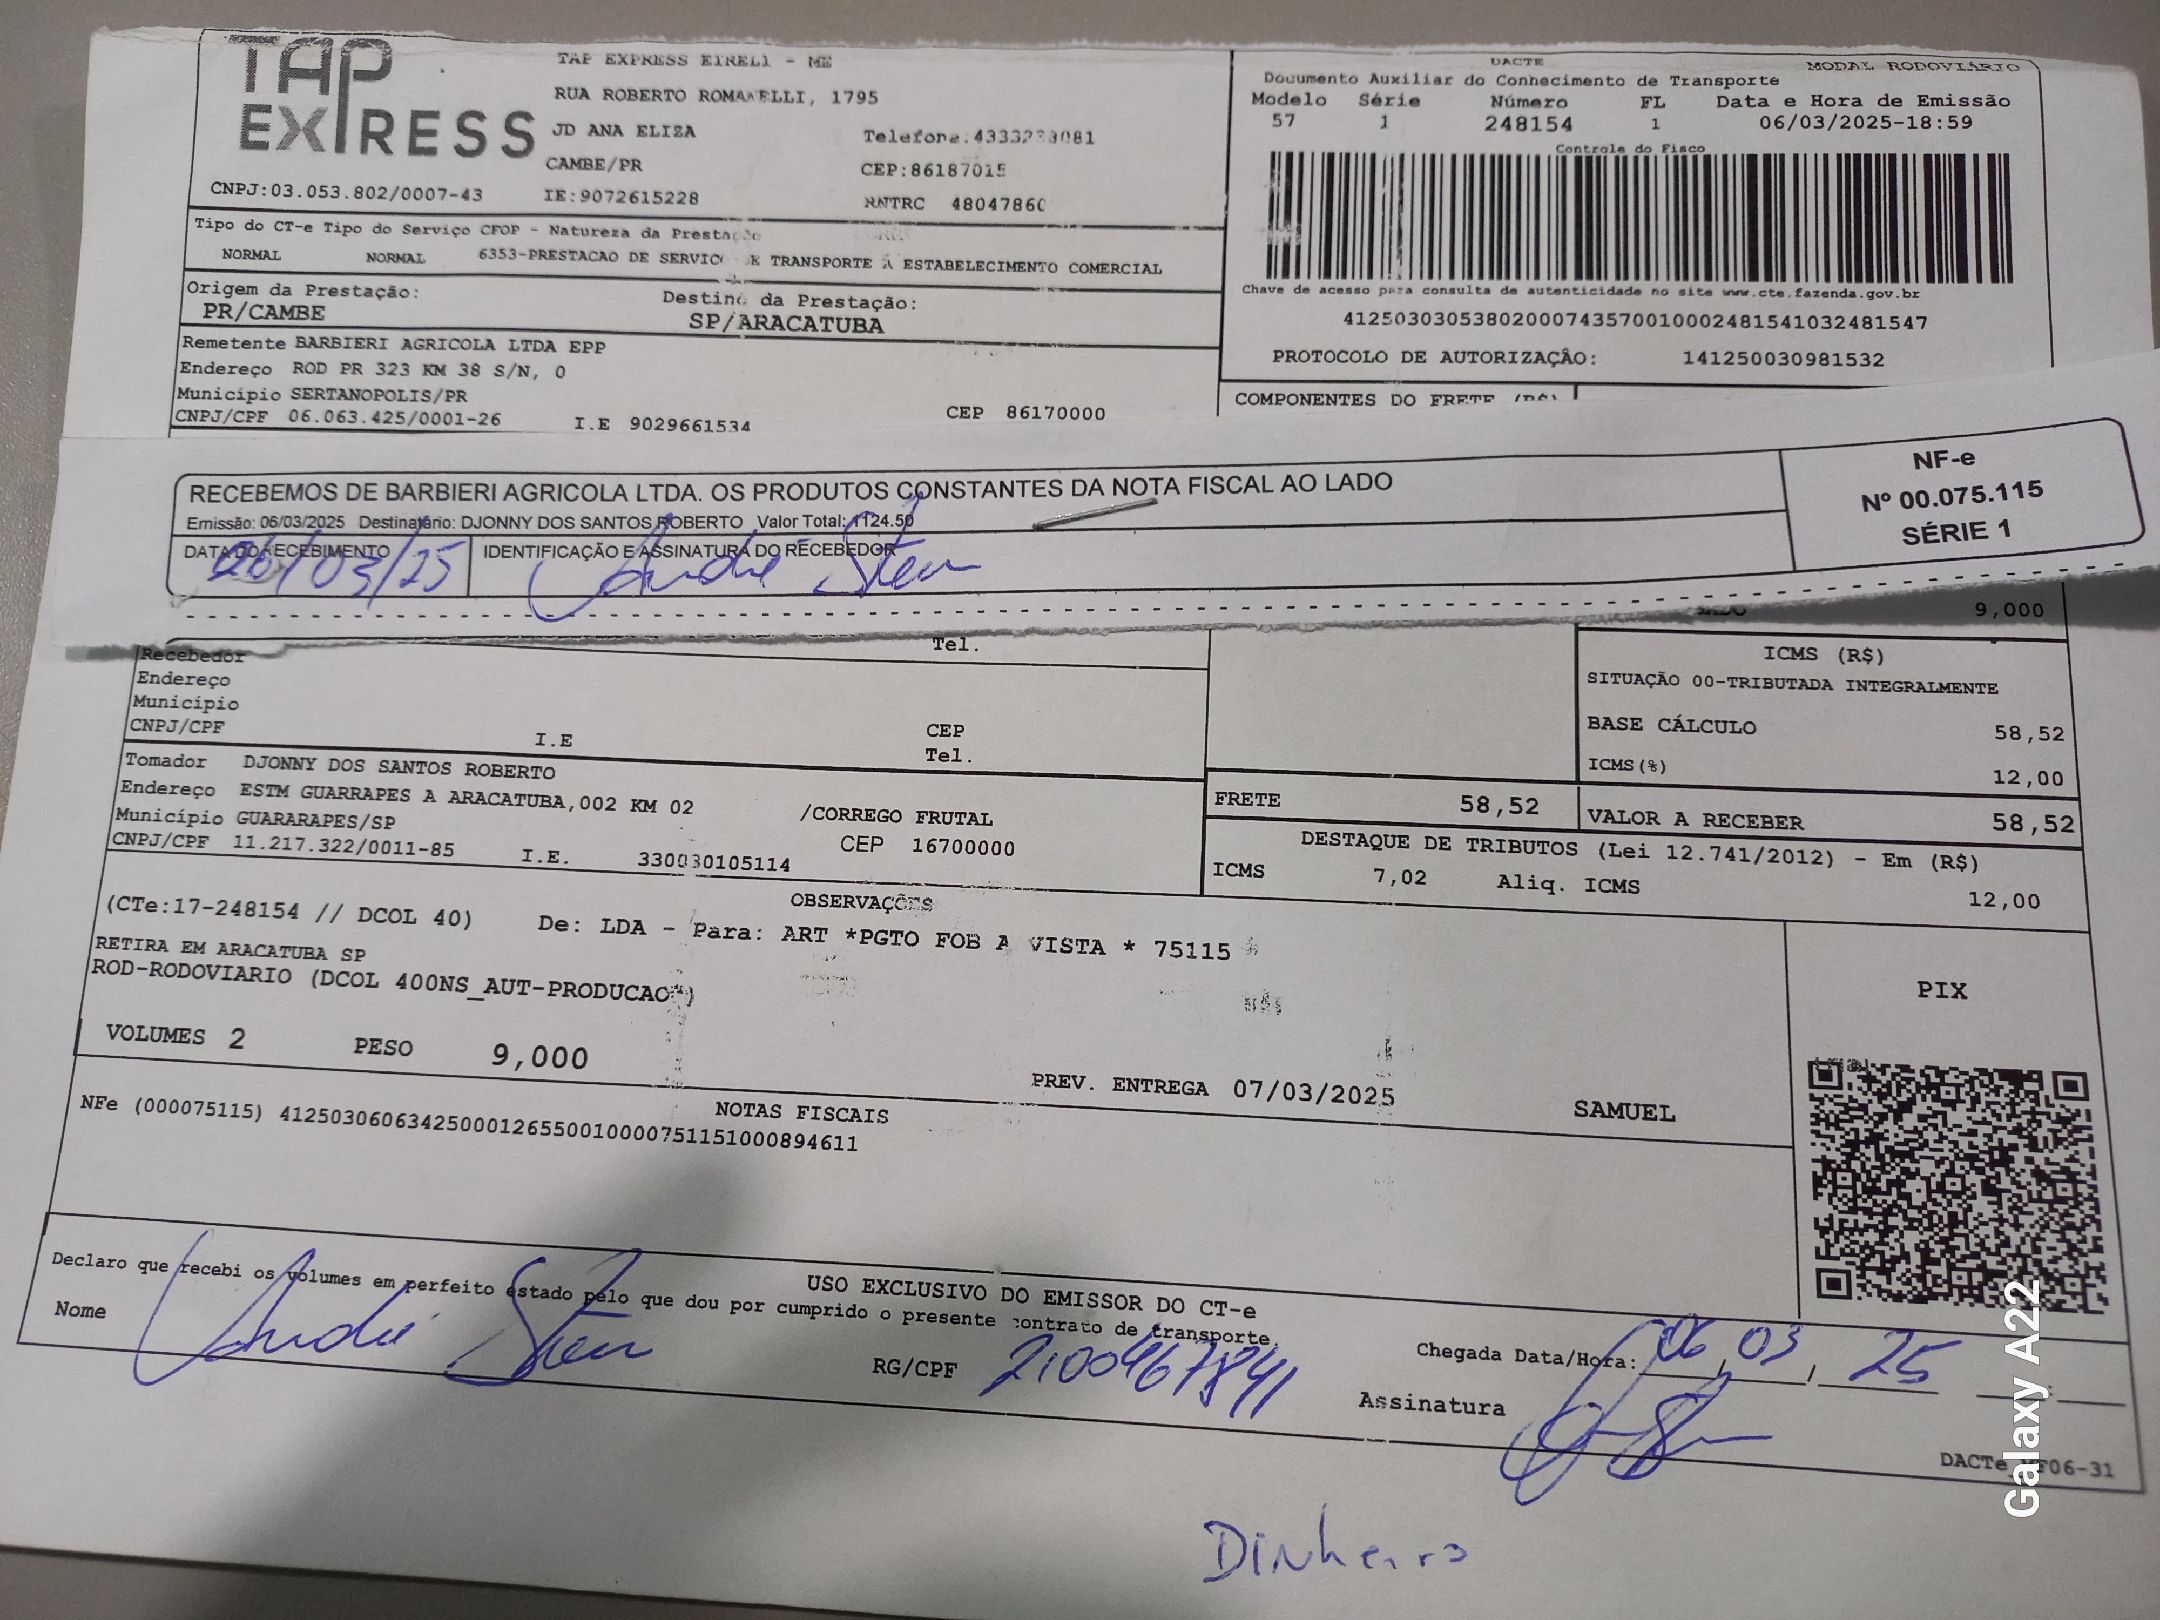 TAP EXPRESS
TAP EXPRESS EIRELI - ME
RUA ROBERTO ROMANELLI, 1795
JD ANA ELIZA
CAMBE/PR
CNPJ:03.053.802/0007-43
IE:9072615228
CEP:86187015
RNTRC 48047860
DACTE
MODAL RODOVIÁRIO
Documento Auxiliar do Conhecimento de Transporte
Modelo Série Número FL Data e Hora de Emissão
57 1 248154 1 06/03/2025-18:59
Controle do Fisco
Chave de acesso para consulta de autenticidade no site www.cte.fazenda.gov.br
41250303053802000743570010002481541032481547
PROTOCOLO DE AUTORIZAÇÃO: 141250030981532
COMPONENTES DO FRETE (R$)
Tipo do CT-e Tipo do Serviço CFOP - Natureza da Prestação
NORMAL NORMAL 6353-PRESTACAO DE SERVIC E TRANSPORTE A ESTABELECIMENTO COMERCIAL
Origem da Prestação: Destino da Prestação:
PR/CAMBE SP/ARACATUBA
Remetente BARBIERI AGRICOLA LTDA EPP
Endereço ROD PR 323 KM 38 S/N, 0
Município SERTANOPOLIS/PR
CNPJ/CPF 06.063.425/0001-26 I.E 9029661534 CEP 86170000
RECEBEMOS DE BARBIERI AGRICOLA LTDA. OS PRODUTOS CONSTANTES DA NOTA FISCAL AO LADO
Emissão: 06/03/2025 Destinatário: DJONNY DOS SANTOS ROBERTO Valor Total: 1124.50
DATA DO RECEBIMENTO IDENTIFICAÇÃO E ASSINATURA DO RECEBEDOR
06/03/25 André
NF-e
Nº 00.075.115
SÉRIE 1
9,000
Recebedor Tel.
Endereço
Município
CNPJ/CPF I.E CEP
Tel.
ICMS (R$)
SITUAÇÃO 00-TRIBUTADA INTEGRALMENTE
BASE CÁLCULO 58,52
ICMS(%) 12,00
Tomador DJONNY DOS SANTOS ROBERTO
Endereço ESTM GUARRAPES A ARACATUBA,002 KM 02 /CORREGO FRUTAL
Município GUARARAPES/SP CEP 16700000
CNPJ/CPF 11.217.322/0011-85 I.E. 330030105114
FRETE 58,52 VALOR A RECEBER 58,52
DESTAQUE DE TRIBUTOS (Lei 12.741/2012) - Em (R$)
ICMS 7,02 Aliq. ICMS 12,00
OBSERVAÇÕES
(CTe:17-248154 // DCOL 40) De: LDA - Para: ART *PGTO FOB A VISTA * 75115
RETIRA EM ARACATUBA SP
ROD-RODOVIARIO (DCOL 400NS_AUT-PRODUCAO*)
VOLUMES 2 PESO 9,000
PREV. ENTREGA 07/03/2025 SAMUEL
PIX
NOTAS FISCAIS
NFe (000075115) 41250306063425000126550010000751151000894611
USO EXCLUSIVO DO EMISSOR DO CT-e
Declaro que recebi os volumes em perfeito estado pelo que dou por cumprido o presente contrato de transporte.
Nome André RG/CPF 2100467841
Chegada Data/Hora: 06/03/25
Assinatura
Dinheiro
Galaxy A22